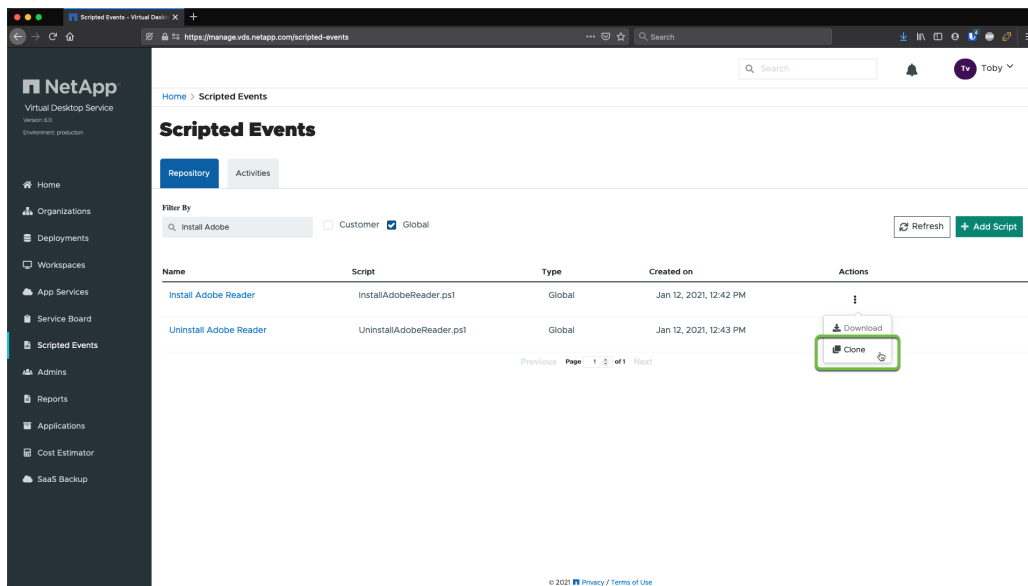 Scripted Events - Virtual Deskt
https://manage.vds.netapp.com/scripted-events
Search
NetApp
Virtual Desktop Service
Version: 6.0
Environment: production
Search
Tv
Toby
Home > Scripted Events
Scripted Events
Repository
Activities
Filter By
Install Adobe
Customer
Global
Refresh
+ Add Script
Name Script Type Created on Actions
Install Adobe Reader InstallAdobeReader.ps1 Global Jan 12, 2021, 12:42 PM
Uninstall Adobe Reader UninstallAdobeReader.ps1 Global Jan 12, 2021, 12:43 PM
Download
Clone
Previous Page 1 of 1 Next
Home
Organizations
Deployments
Workspaces
App Services
Service Board
Scripted Events
Admins
Reports
Applications
Cost Estimator
SaaS Backup
© 2021 Privacy / Terms of Use